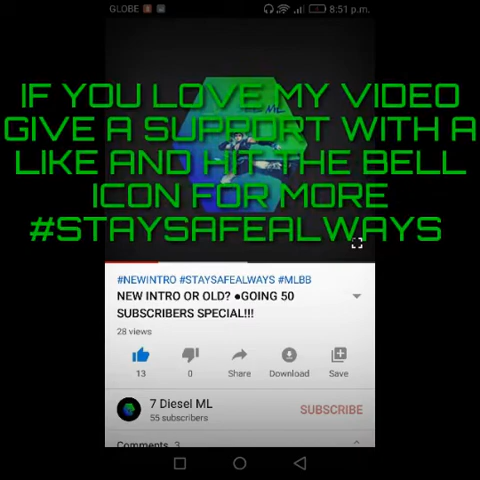 GLOBE 8:51 p.m.
IF YOU LOVE MY VIDEO
GIVE A SUPPORT WITH A
LIKE AND HIT THE BELL
ICON FOR MORE
#STAYSAFEALWAYS
ML
#NEWINTRO #STAYSAFEALWAYS #MLBB
NEW INTRO OR OLD? ●GOING 50
SUBSCRIBERS SPECIAL!!!
28 views
13 0 Share Download Save
7 Diesel ML
55 subscribers
SUBSCRIBE
Comments 3